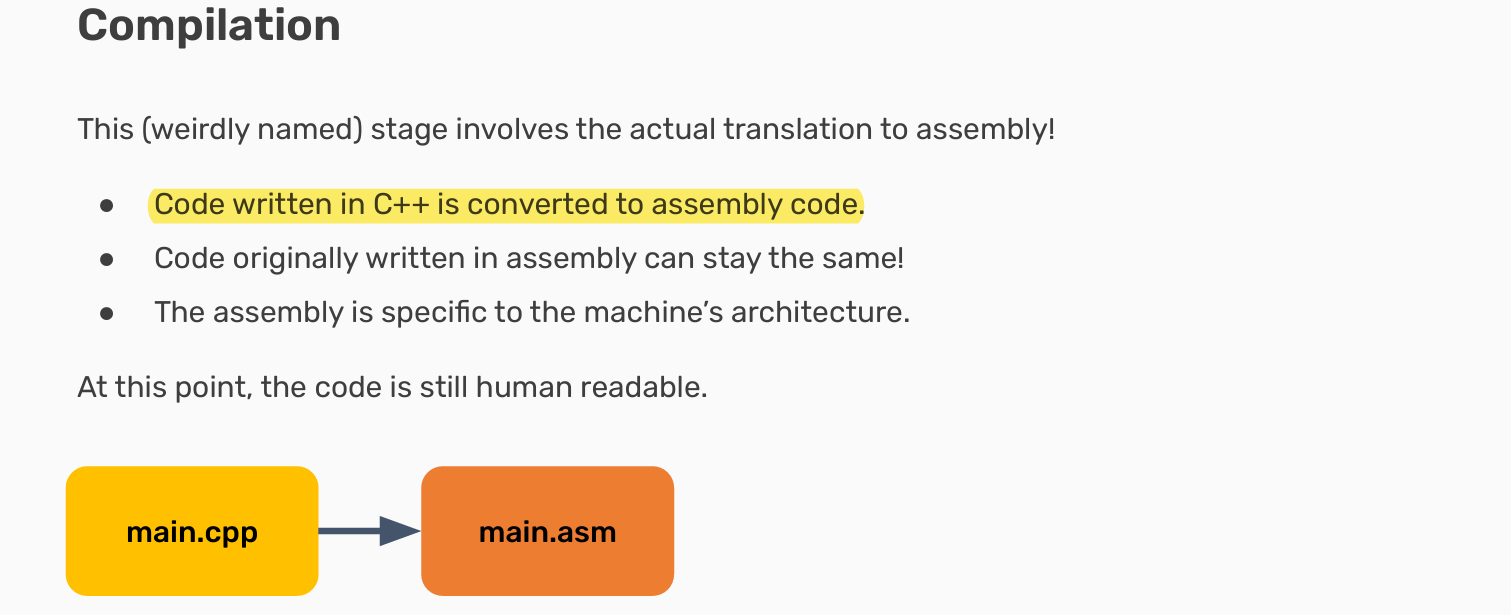 Compilation
This (weirdly named) stage involves the actual translation to assembly!
● Code written in C++ is converted to assembly code.
● Code originally written in assembly can stay the same!
● The assembly is specific to the machine’s architecture.
At this point, the code is still human readable.
main.cpp
main.asm